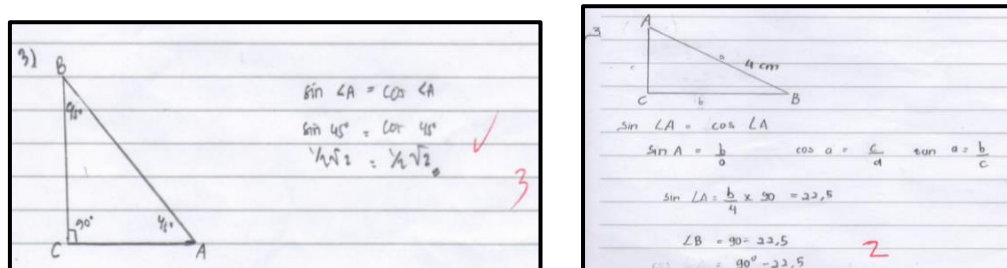 3)
B
45°
90°
45°
C
A
sin ∠A = cos ∠A
sin 45° = cos 45°
½√2 = ½√2
3
3
A
c
a
4 cm
C
b
B
sin ∠A = cos ∠A
sin A = b/a cos a = c/a tan a = b/c
sin ∠A = b/4 x 90 = 22,5
∠B = 90 - 22,5
2
90° - 22,5